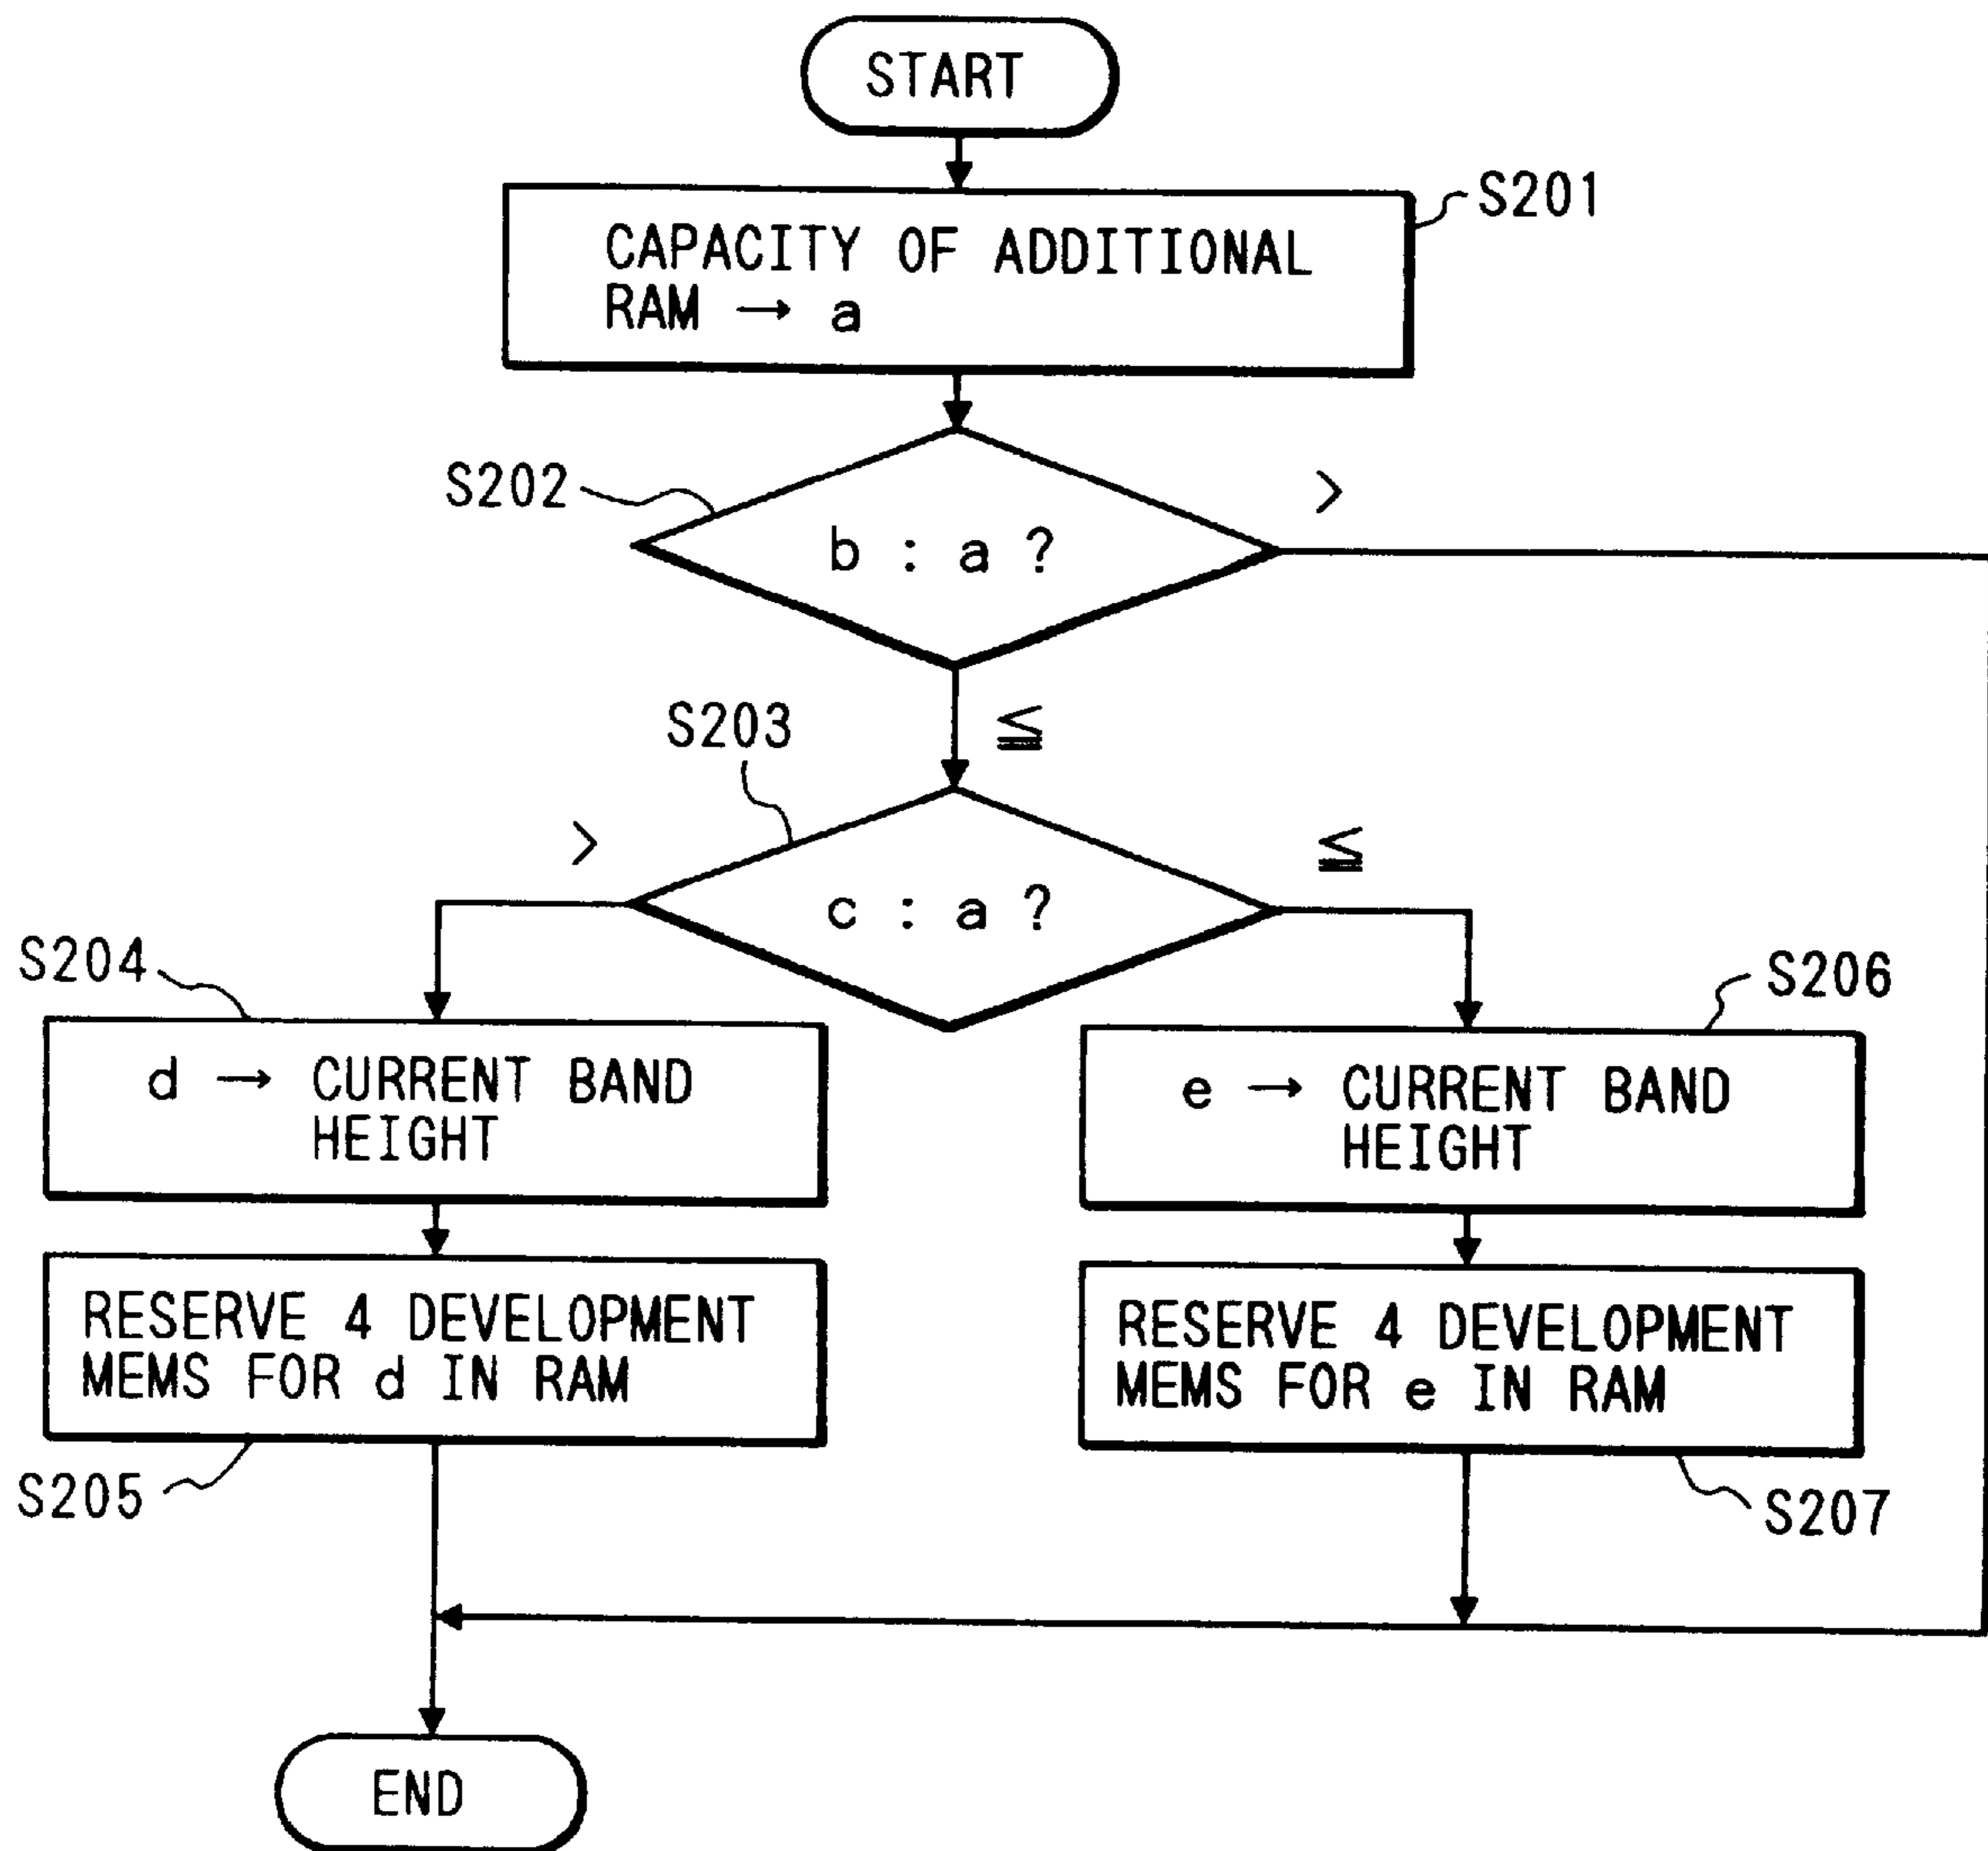 START
S201
CAPACITY OF ADDITIONAL
RAM → a
S202
>
b : a ?
S203
≦
>
≦
c : a ?
S204
S206
d → CURRENT BAND
HEIGHT
e → CURRENT BAND
HEIGHT
RESERVE 4 DEVELOPMENT
MEMS FOR d IN RAM
RESERVE 4 DEVELOPMENT
MEMS FOR e IN RAM
S205
S207
END